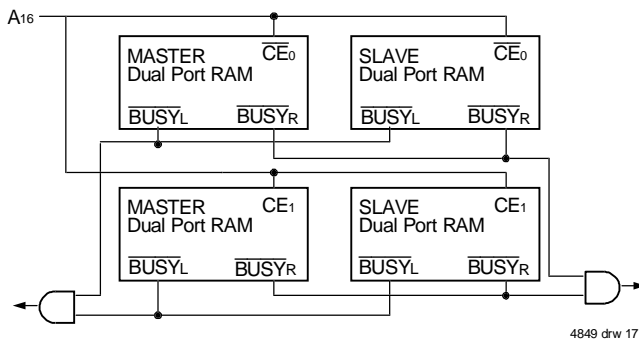 A16
MASTER CE0 SLAVE CE0
Dual Port RAM Dual Port RAM
BUSYL BUSYR BUSYL BUSYR
MASTER CE1 SLAVE CE1
Dual Port RAM Dual Port RAM
BUSYL BUSYR BUSYL BUSYR
4849 drw 17